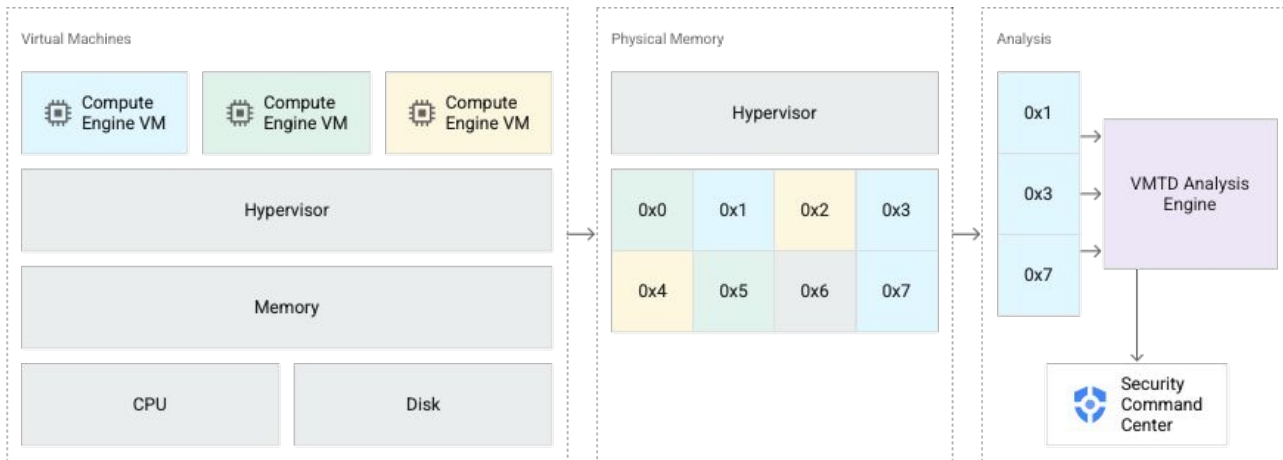 Virtual Machines
Compute
Engine VM
Compute
Engine VM
Compute
Engine VM
Hypervisor
Memory
CPU
Disk
Physical Memory
Hypervisor
0x0
0x1
0x2
0x3
0x4
0x5
0x6
0x7
Analysis
0x1
0x3
0x7
VMTD Analysis
Engine
Security
Command
Center